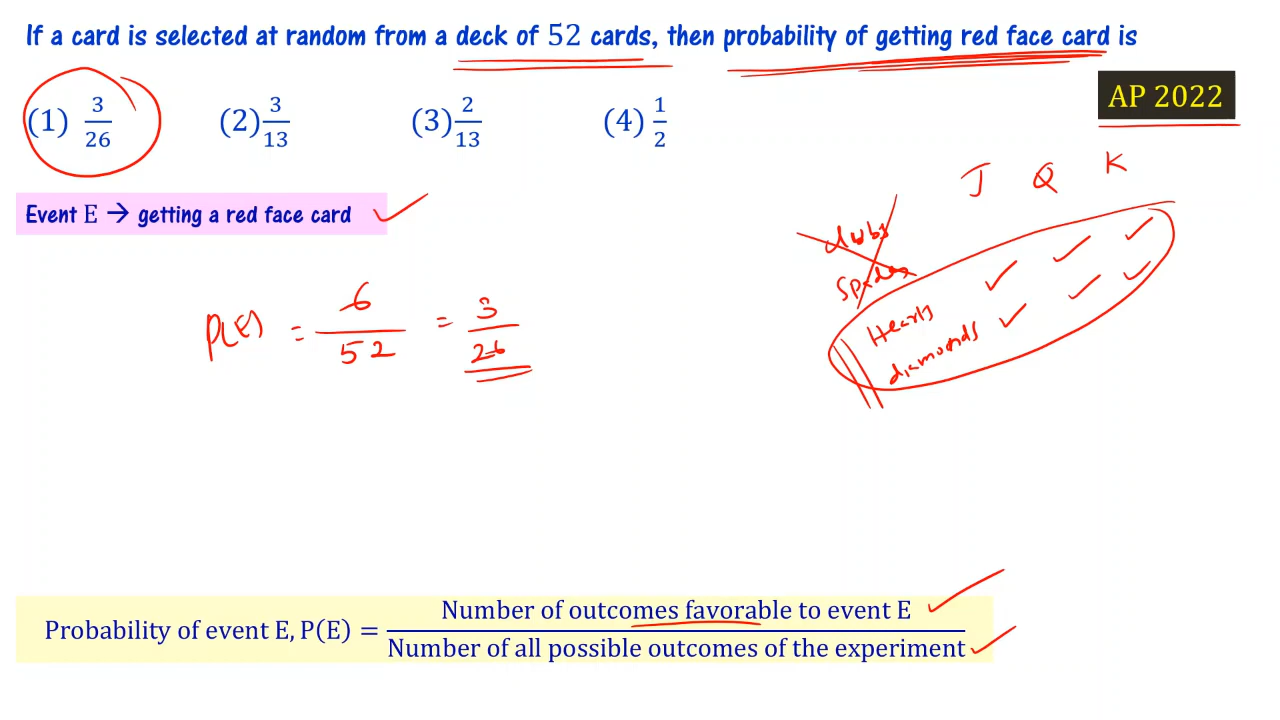 If a card is selected at random from a deck of 52 cards, then probability of getting red face card is
(1) 3/26 (2) 3/13 (3) 2/13 (4) 1/2
AP 2022
J Q K
Event E → getting a red face card
clubs
spades
Hearts
diamonds
P(E) = 6/52 = 3/26
Probability of event E, P(E) = Number of outcomes favorable to event E
Number of all possible outcomes of the experiment